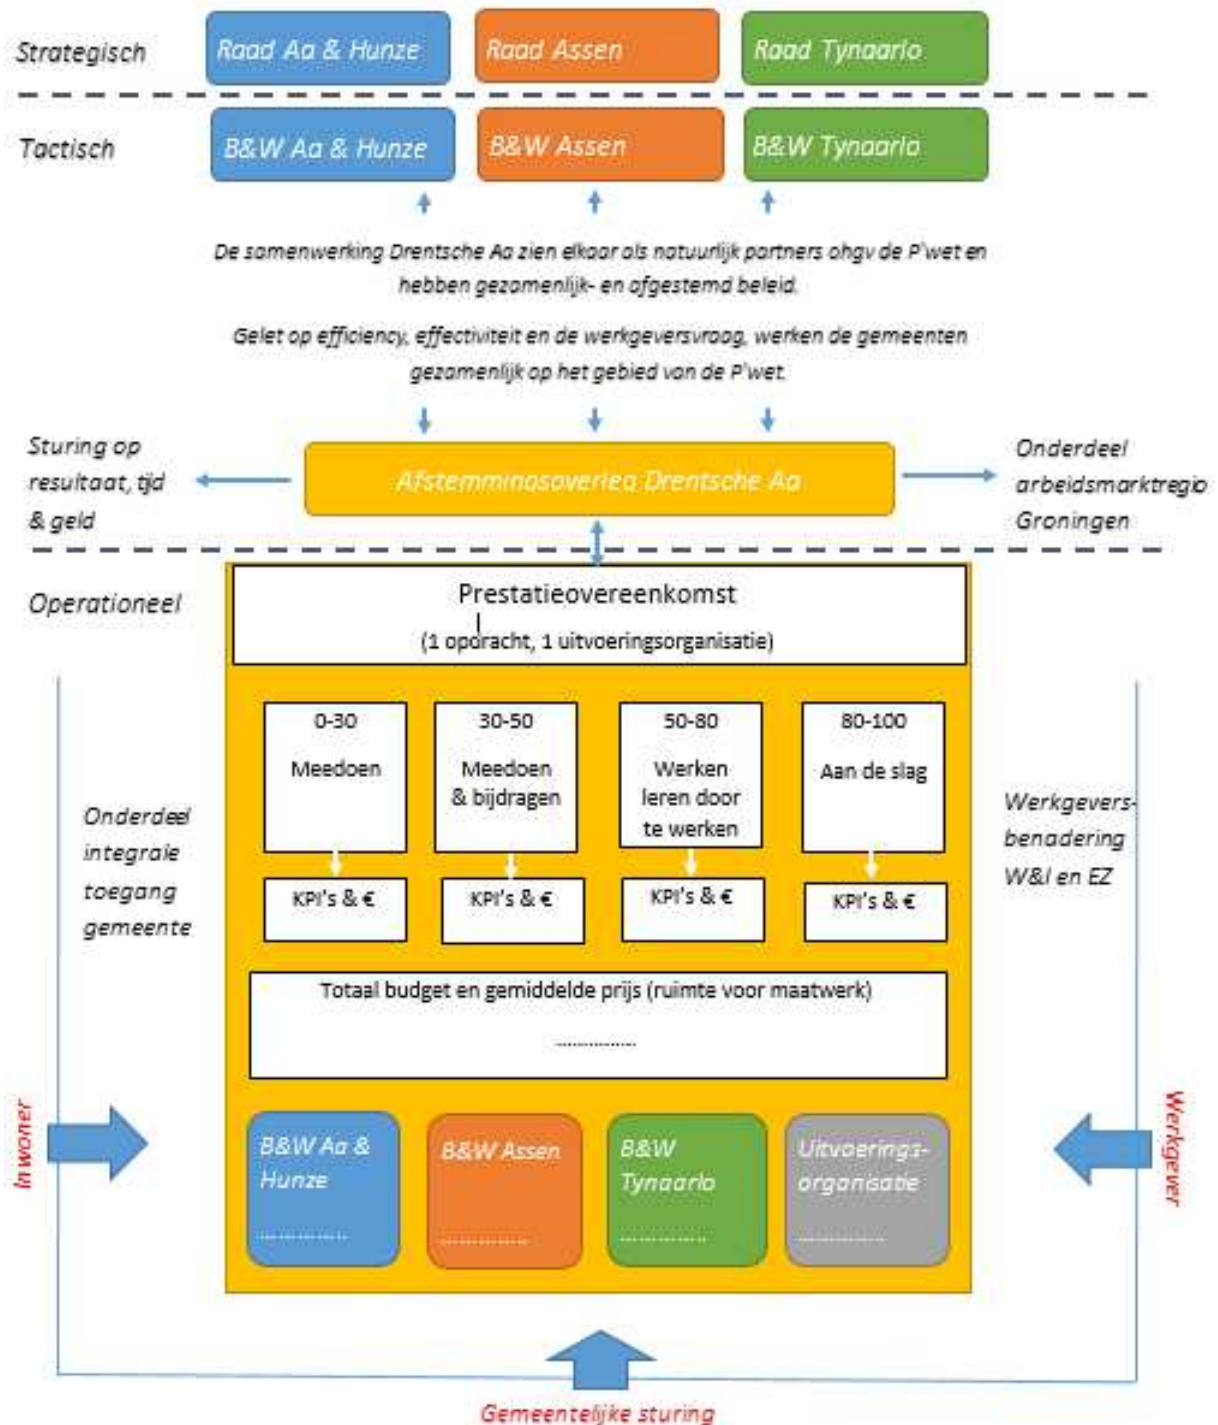 Strategisch
Raad Aa & Hunze
Raad Assen
Raad Tynaarlo
Tactisch
B&W Aa & Hunze
B&W Assen
B&W Tynaarlo
De samenwerking Drentsche Aa zien elkaar als natuurlijk partners ohgv de P'wet en
hebben gezamenlijk- en afgestemd beleid.
Gelet op efficiency, effectiviteit en de werkgeversvraag, werken de gemeenten
gezamenlijk op het gebied van de P'wet.
Sturing op
resultaat, tijd
& geld
Afstemmingsoverleg Drentsche Aa
Onderdeel
arbeidsmarktregio
Groningen
Operationeel
Prestatieovereenkomst
(1 opdracht, 1 uitvoeringsorganisatie)
0-30
Meedoen
30-50
Meedoen
& bijdragen
50-80
Werken
leren door
te werken
80-100
Aan de slag
KPI's & €
KPI's & €
KPI's & €
KPI's & €
Onderdeel
integrale
toegang
gemeente
Werkgevers-
benadering
W&I en EZ
Totaal budget en gemiddelde prijs (ruimte voor maatwerk)
................
Inwoner
Werkgever
B&W Aa &
Hunze
................
B&W Assen
................
B&W
Tynaarlo
................
Uitvoerings-
organisatie
................
Gemeentelijke sturing